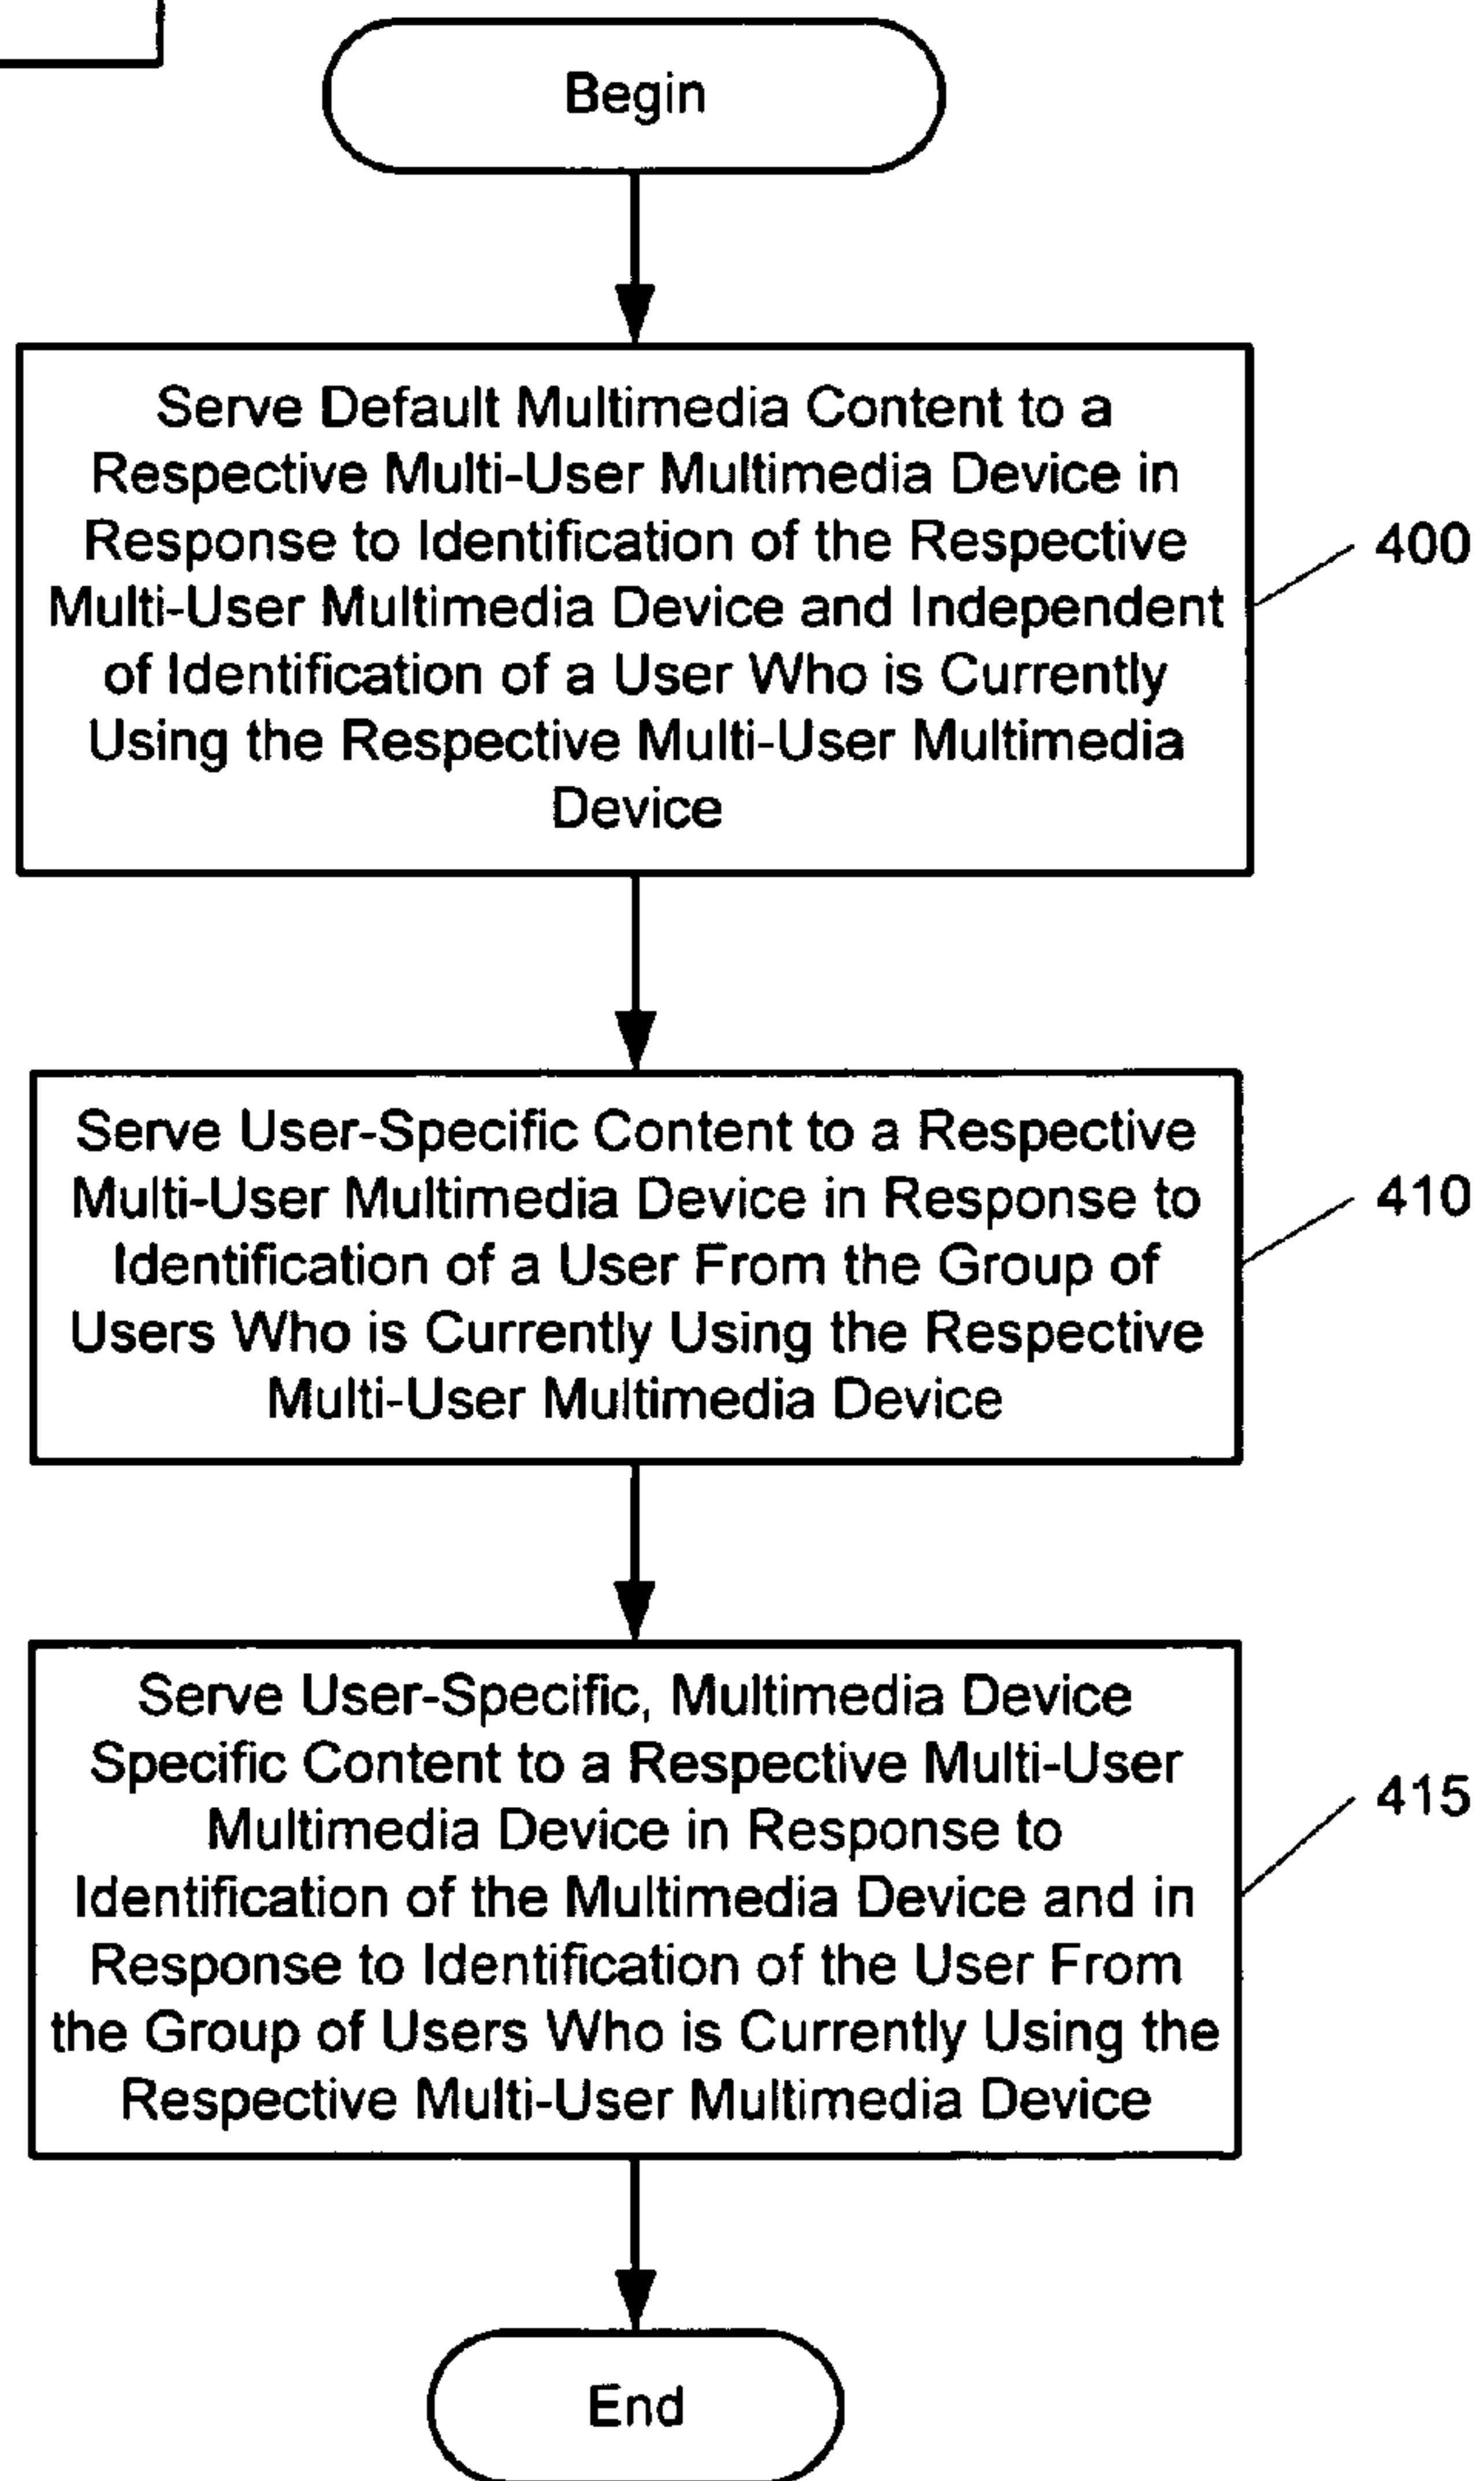 Begin
Serve Default Multimedia Content to a
Respective Multi-User Multimedia Device in
Response to Identification of the Respective
Multi-User Multimedia Device and Independent
of Identification of a User Who is Currently
Using the Respective Multi-User Multimedia
Device
400
Serve User-Specific Content to a Respective
Multi-User Multimedia Device in Response to
Identification of a User From the Group of
Users Who is Currently Using the Respective
Multi-User Multimedia Device
410
Serve User-Specific, Multimedia Device
Specific Content to a Respective Multi-User
Multimedia Device in Response to
Identification of the Multimedia Device and in
Response to Identification of the User From
the Group of Users Who is Currently Using the
Respective Multi-User Multimedia Device
415
End